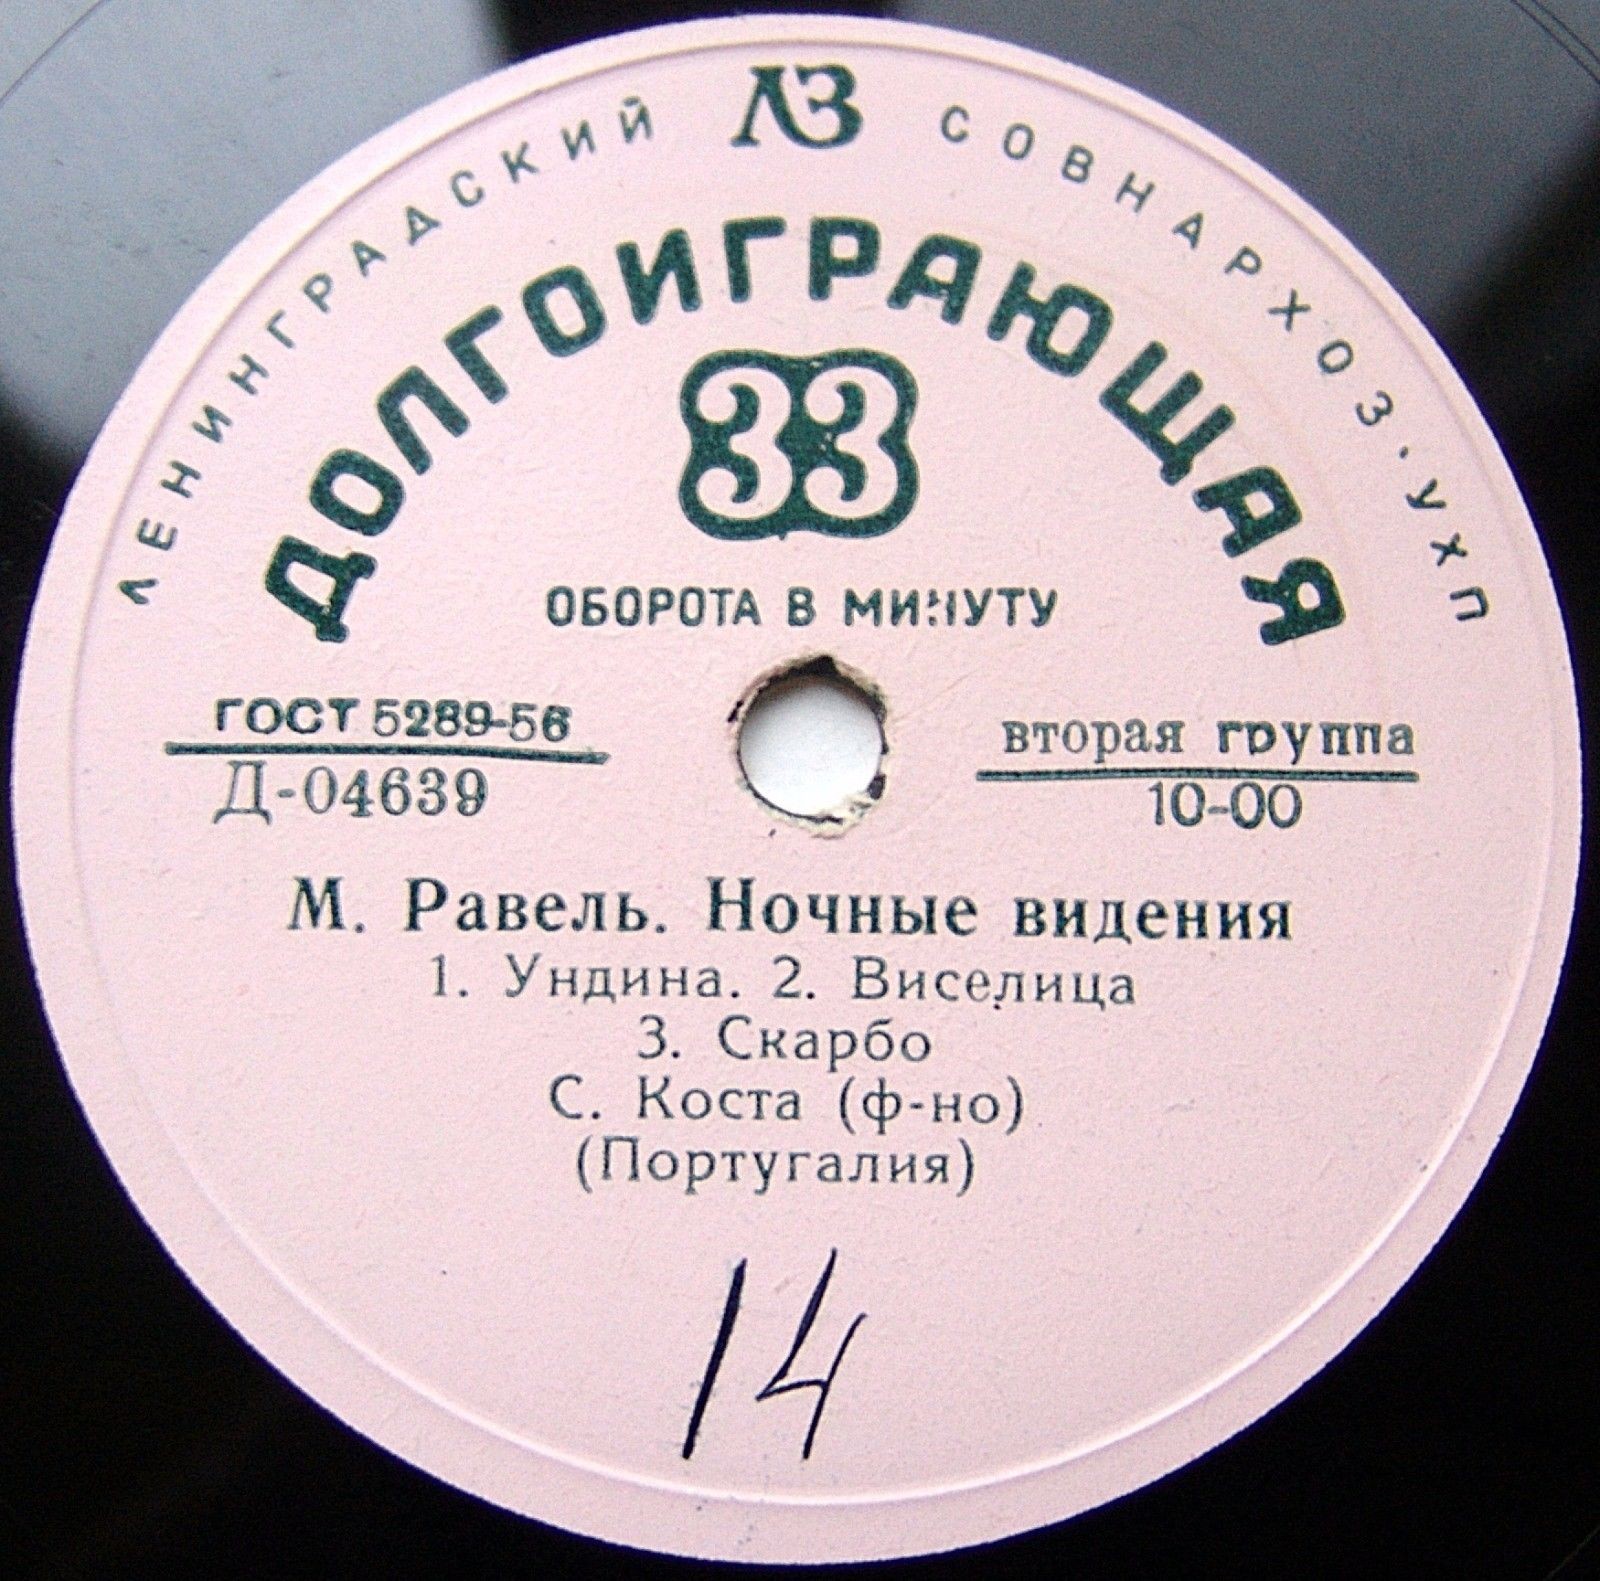 ЛЕНИНГРАДСКИЙ ЛЗ СОВНАРХОЗ · УХП
ДОЛГОИГРАЮЩАЯ
33
ОБОРОТА В МИНУТУ
ГОСТ 5289-56
Д-04639
вторая группа
10-00
М. Равель. Ночные видения
1. Ундина. 2. Виселица
3. Скарбо
С. Коста (ф-но)
(Португалия)
14